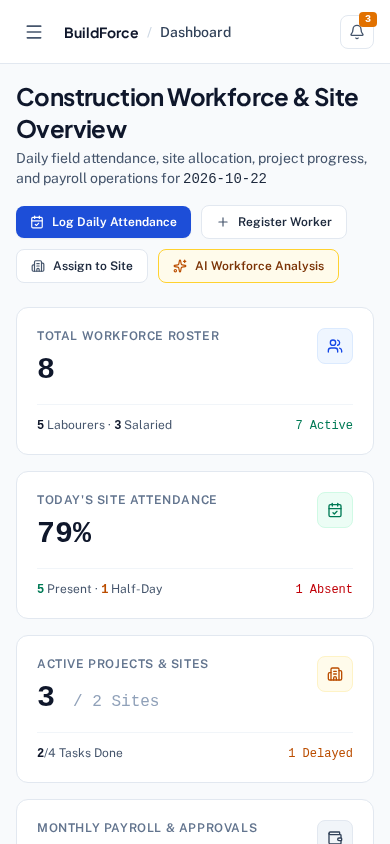 BuildForce / Dashboard
3
Construction Workforce & Site
Overview
Daily field attendance, site allocation, project progress,
and payroll operations for 2026-10-22
Log Daily Attendance
Register Worker
Assign to Site
AI Workforce Analysis
TOTAL WORKFORCE ROSTER
8
5 Labourers · 3 Salaried
7 Active
TODAY'S SITE ATTENDANCE
79%
5 Present · 1 Half-Day
1 Absent
ACTIVE PROJECTS & SITES
3 / 2 Sites
2/4 Tasks Done
1 Delayed
MONTHLY PAYROLL & APPROVALS